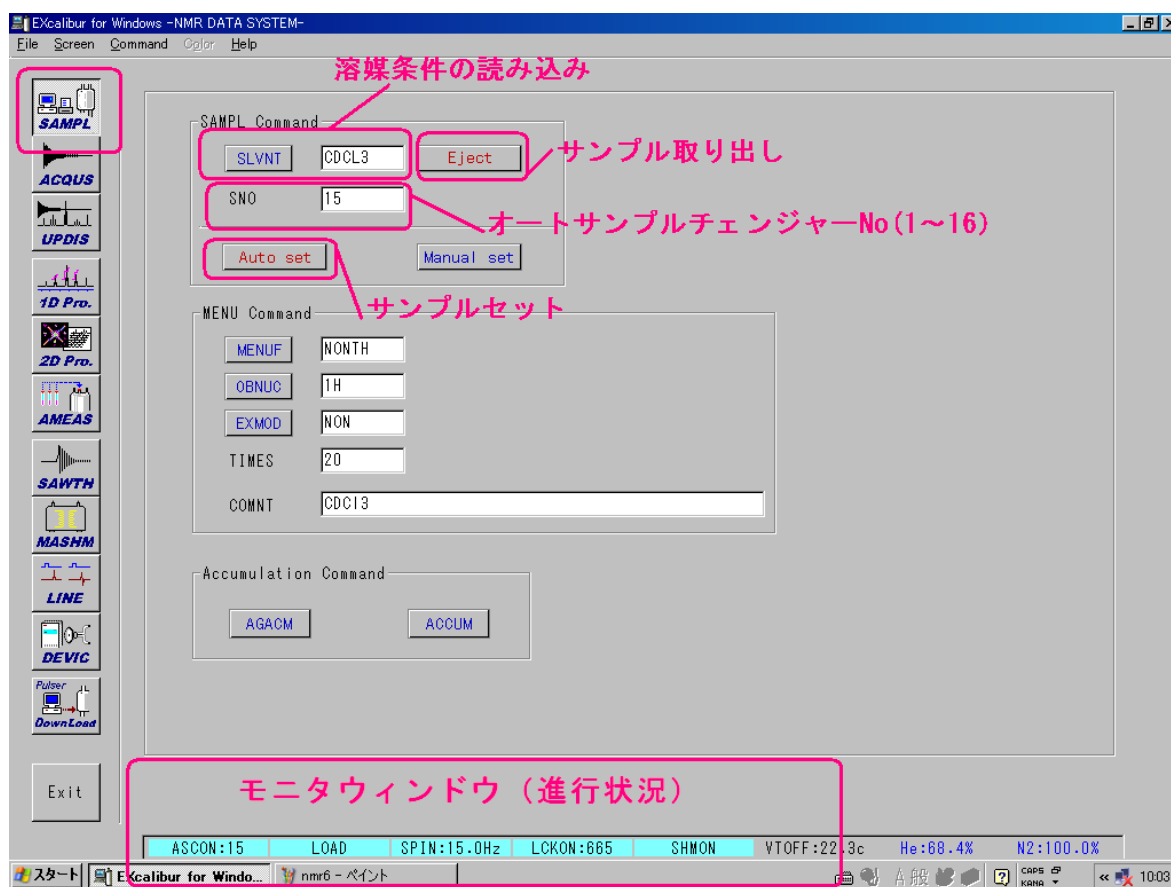 EXcalibur for Windows -NMR DATA SYSTEM-
File Screen Command Color Help
溶媒条件の読み込み
SAMPL
SAMPL Command
SLVNT CDCL3 Eject
サンプル取り出し
ACQUS
SNO 15
オートサンプルチェンジャーNo(1～16)
UPDIS
Auto set Manual set
サンプルセット
1D Pro.
MENU Command
MENUF NONTH
2D Pro.
OBNUC 1H
AMEAS
EXMOD NON
TIMES 20
SAWTH
COMNT CDCl3
MASHM
Accumulation Command
LINE
AGACM ACCUM
DEVIC
Pulser
DownLoad
Exit
モニタウィンドウ（進行状況）
ASCON:15 LOAD SPIN:15.0Hz LCKON:665 SHMON VTOFF:22.3c He:68.4% N2:100.0%
スタート EXcalibur for Windo... nmr6 - ペイント A 般 CAPS KANA « 10:03